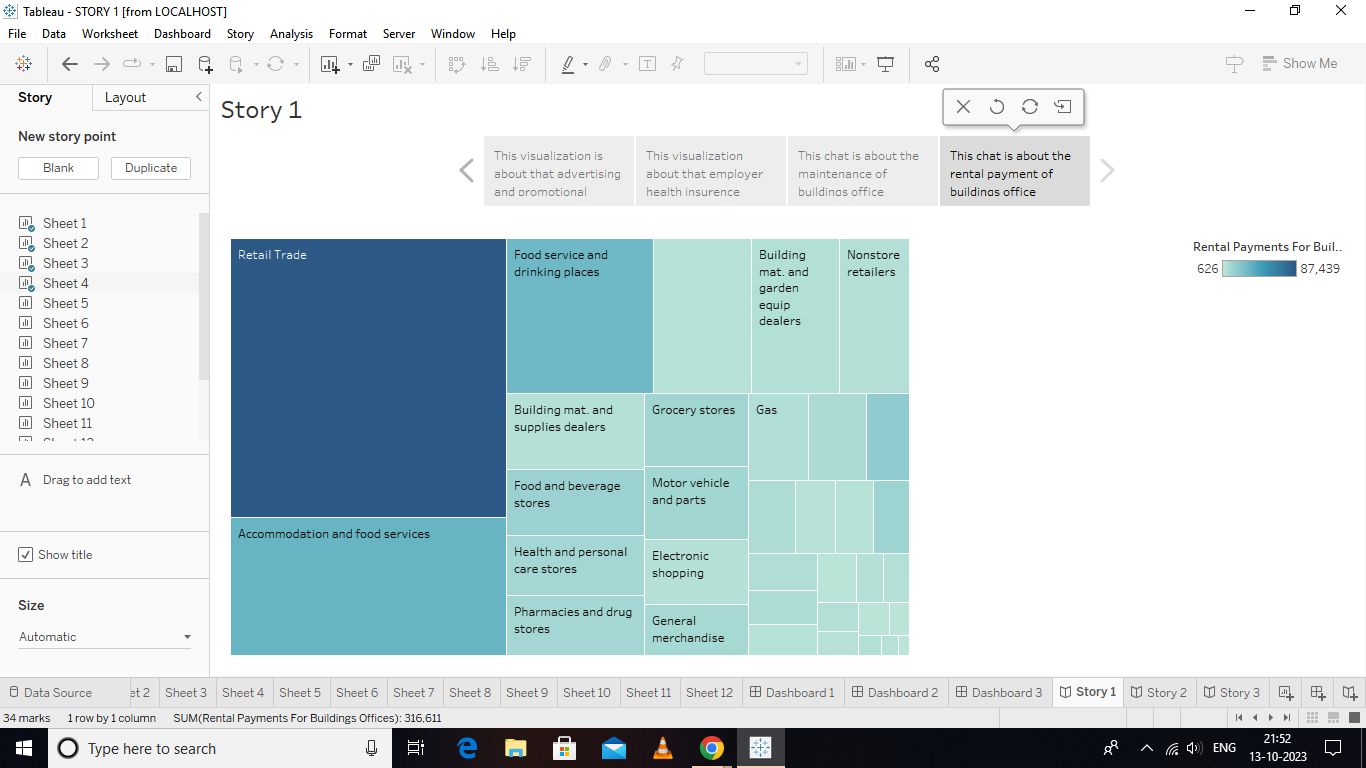 Tableau - STORY 1 [from LOCALHOST]
File Data Worksheet Dashboard Story Analysis Format Server Window Help
Show Me
Story Layout
New story point
Blank Duplicate
Sheet 1
Sheet 2
Sheet 3
Sheet 4
Sheet 5
Sheet 6
Sheet 7
Sheet 8
Sheet 9
Sheet 10
Sheet 11
Drag to add text
Show title
Size
Automatic
Story 1
This visualization is
about that advertising
and promotional
This visualization
about that employer
health insurence
This chat is about the
maintenance of
buildings office
This chat is about the
rental payment of
buildings office
Retail Trade
Accommodation and food services
Food service and
drinking places
Building
mat. and
garden
equip
dealers
Nonstore
retailers
Building mat. and
supplies dealers
Food and beverage
stores
Health and personal
care stores
Pharmacies and drug
stores
Grocery stores
Motor vehicle
and parts
Electronic
shopping
General
merchandise
Gas
Rental Payments For Buil..
626 87,439
Data Source et 2 Sheet 3 Sheet 4 Sheet 5 Sheet 6 Sheet 7 Sheet 8 Sheet 9 Sheet 10 Sheet 11 Sheet 12 Dashboard 1 Dashboard 2 Dashboard 3 Story 1 Story 2 Story 3
34 marks 1 row by 1 column SUM(Rental Payments For Buildings Offices): 316,611
Type here to search
ENG
21:52
13-10-2023